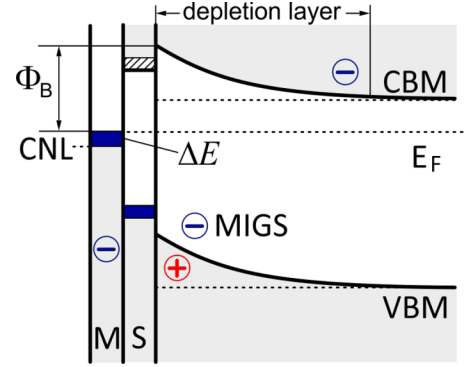 depletion layer
Φ_B
CBM
CNL
ΔE
E_F
MIGS
M
S
VBM